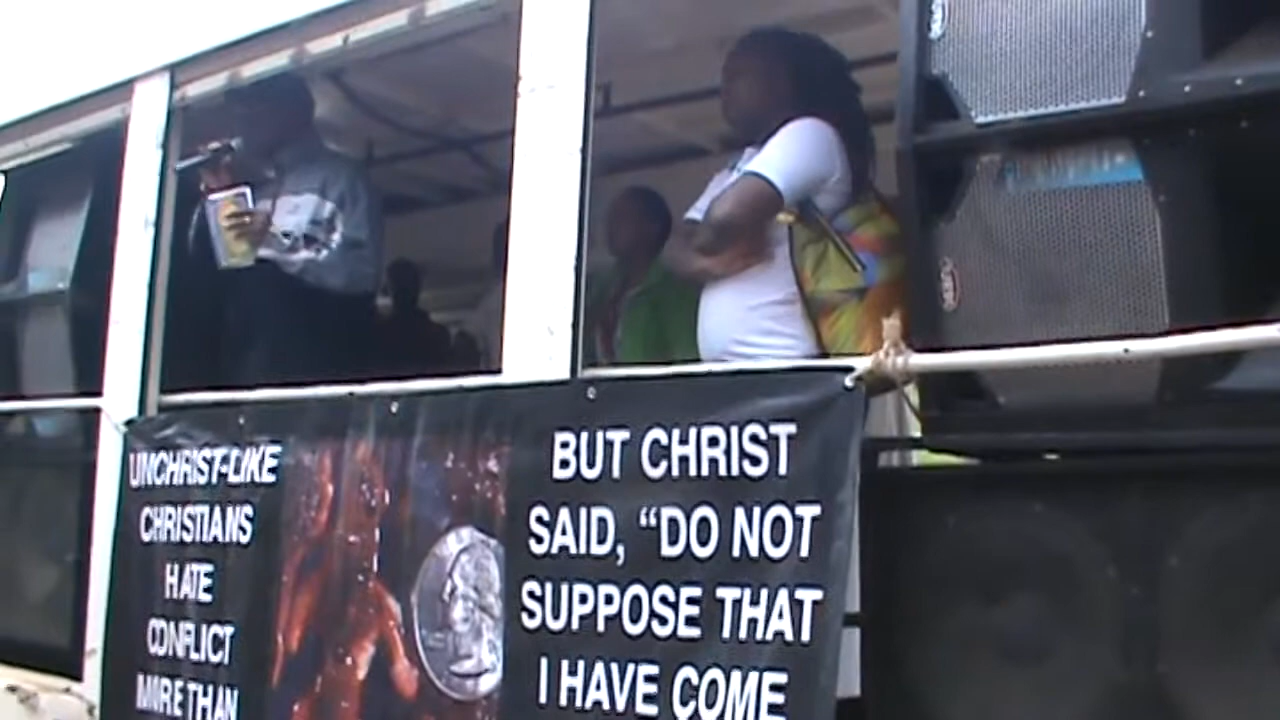 UNCHRIST-LIKE
CHRISTIANS
HATE
CONFLICT
MORE THAN
BUT CHRIST
SAID, “DO NOT
SUPPOSE THAT
I HAVE COME